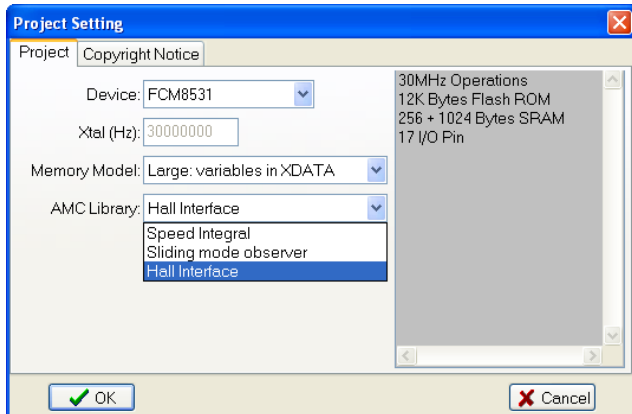 Project Setting
Project Copyright Notice
Device: FCM8531
Xtal (Hz): 30000000
Memory Model: Large: variables in XDATA
AMC Library: Hall Interface
Speed Integral
Sliding mode observer
Hall Interface
30MHz Operations
12K Bytes Flash ROM
256 + 1024 Bytes SRAM
17 I/O Pin
OK
Cancel